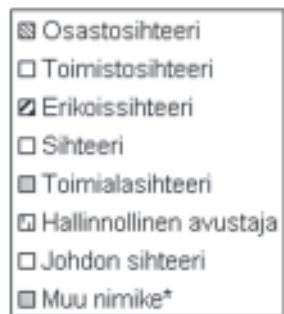 Osastosihteeri
Toimistosihteeri
Erikoissihteeri
Sihteeri
Toimialasihteeri
Hallinnollinen avustaja
Johdon sihteeri
Muu nimike*